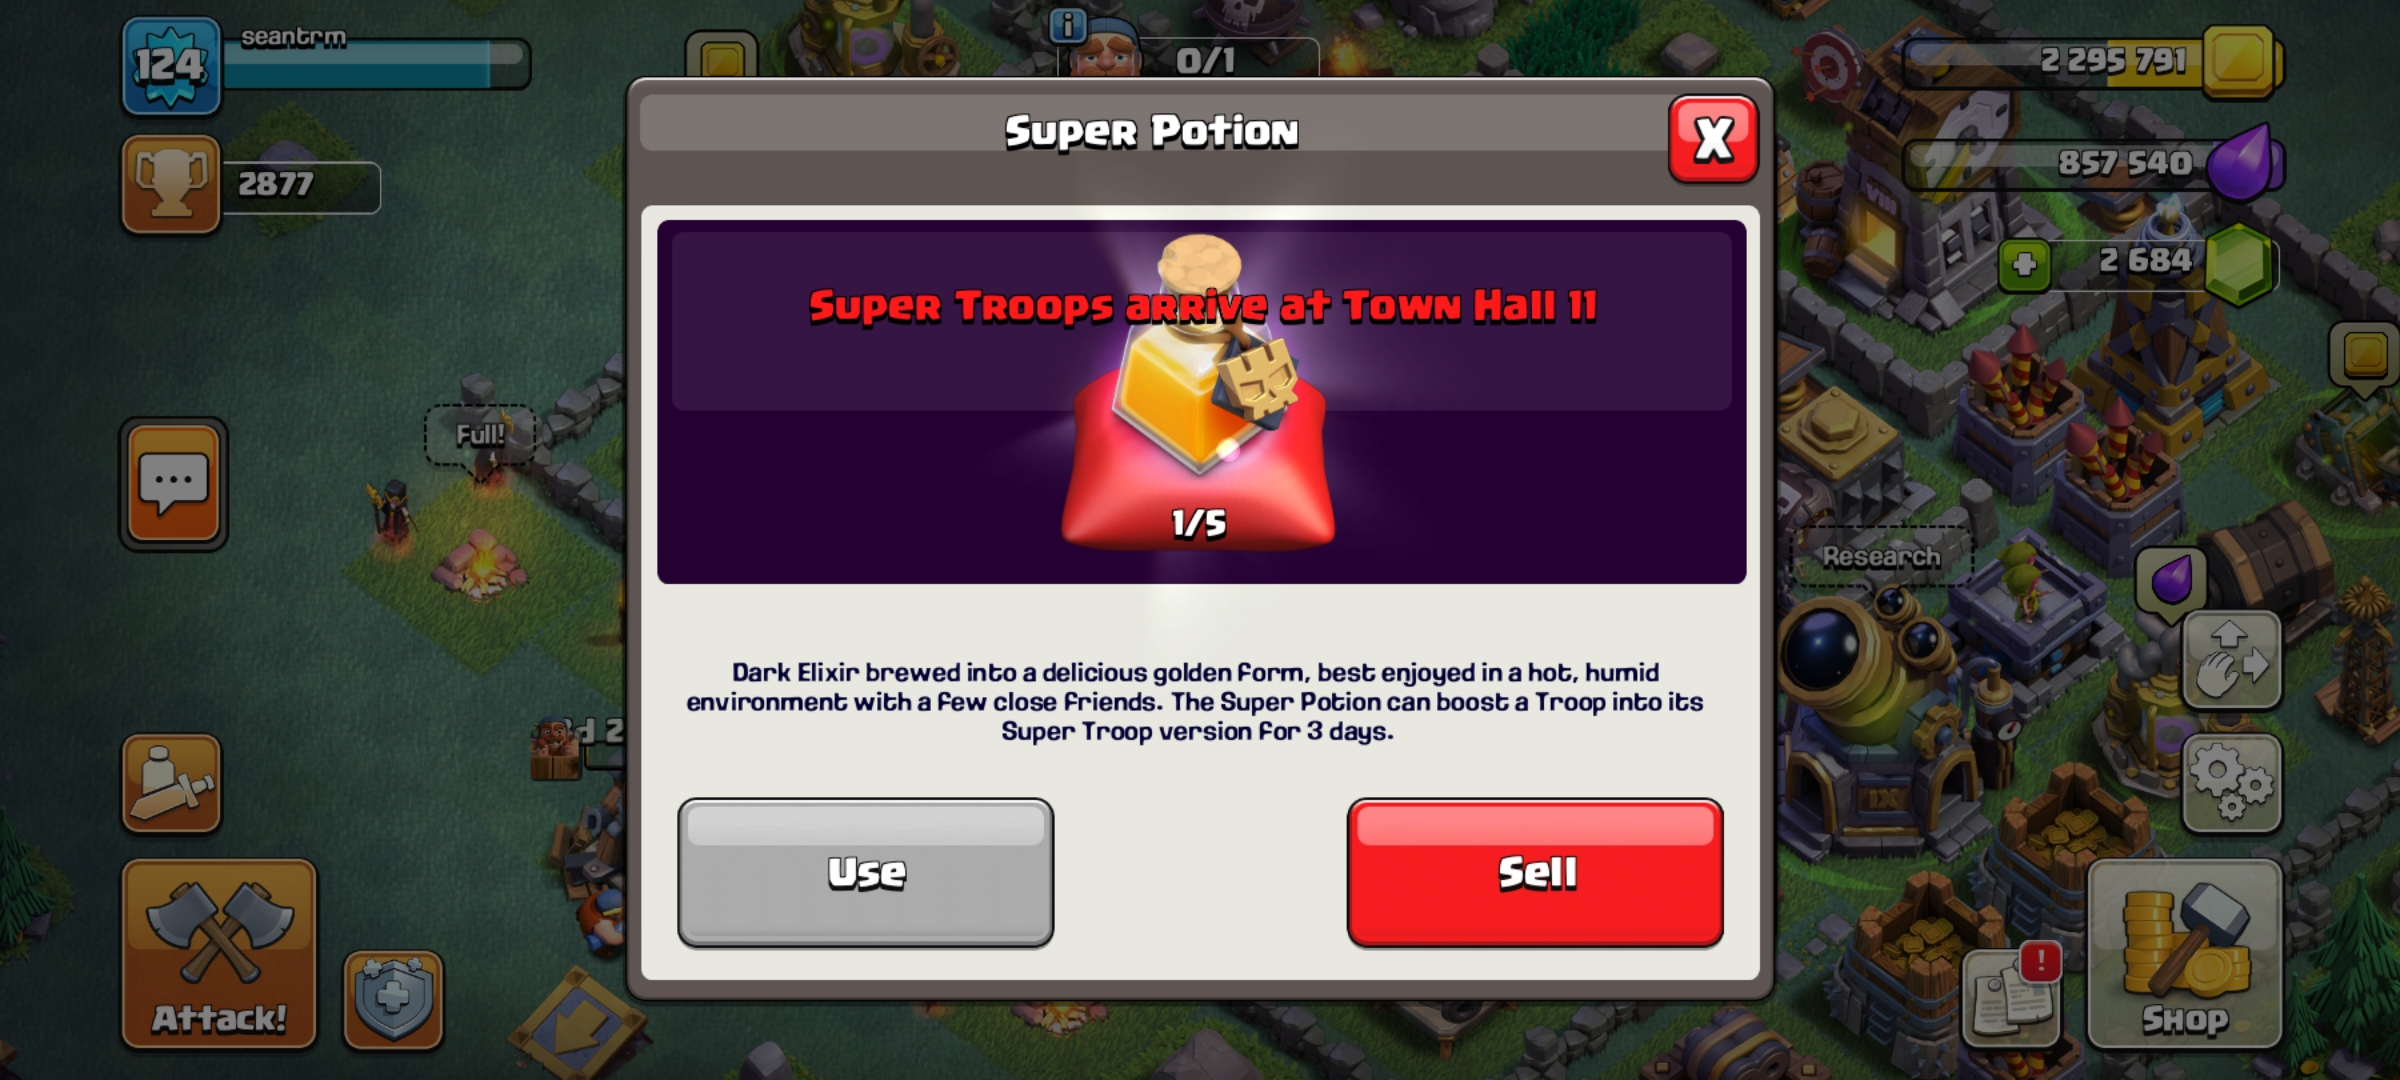 124
seantrm
0/1
2 295 791
Super Potion
X
2877
857 540
VIII
2 684
Super Troops arrive at Town Hall 11
Full!
1/5
Research
Dark Elixir brewed into a delicious golden form, best enjoyed in a hot, humid
environment with a few close friends. The Super Potion can boost a Troop into its
Super Troop version for 3 days.
IX
Use
Sell
!
Attack!
Shop